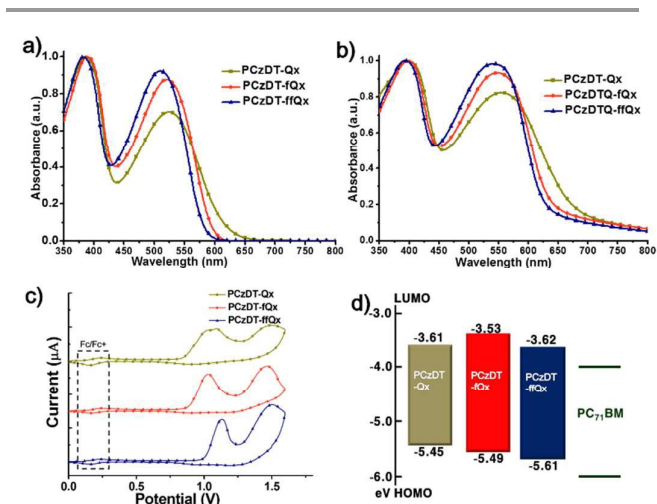 a)
PCzDT-Qx
PCzDT-fQx
PCzDT-ffQx
Absorbance (a.u.)
1.0
0.8
0.6
0.4
0.2
0.0
350 400 450 500 550 600 650 700 750 800
Wavelength (nm)
b)
PCzDT-Qx
PCzDTQ-fQx
PCzDTQ-ffQx
Absorbance (a.u.)
1.0
0.8
0.6
0.4
0.2
0.0
350 400 450 500 550 600 650 700 750 800
Wavelength (nm)
c)
PCzDT-Qx
PCzDT-fQx
PCzDT-ffQx
Fc/Fc+
Current (µA)
0.0 0.5 1.0 1.5
Potential (V)
d)
LUMO
-3.0
-4.0
-5.0
-6.0
-3.61
PCzDT
-Qx
-5.45
-3.53
PCzDT
-fQx
-5.49
-3.62
PCzDT
-ffQx
-5.61
PC71BM
eV HOMO